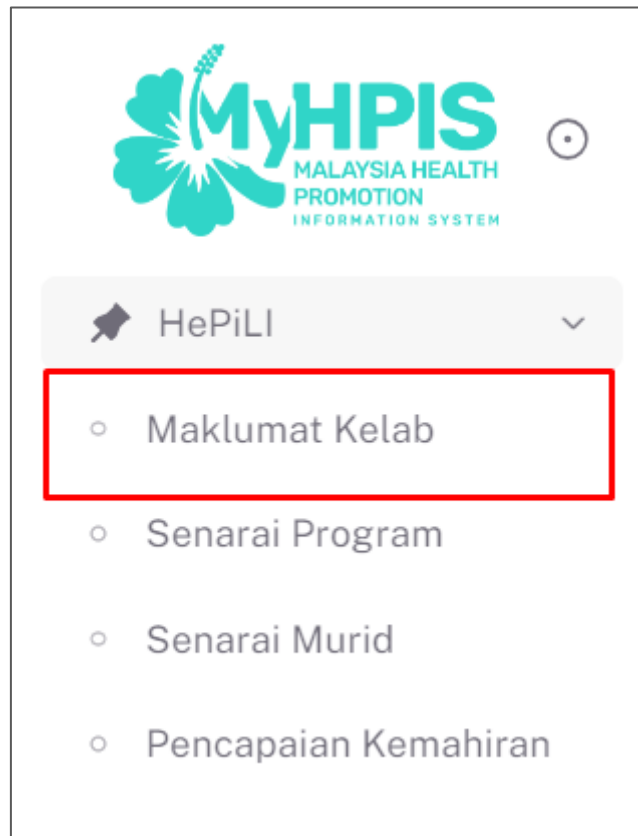 MyHPIS
MALAYSIA HEALTH
PROMOTION
INFORMATION SYSTEM
HePiLI
Maklumat Kelab
Senarai Program
Senarai Murid
Pencapaian Kemahiran